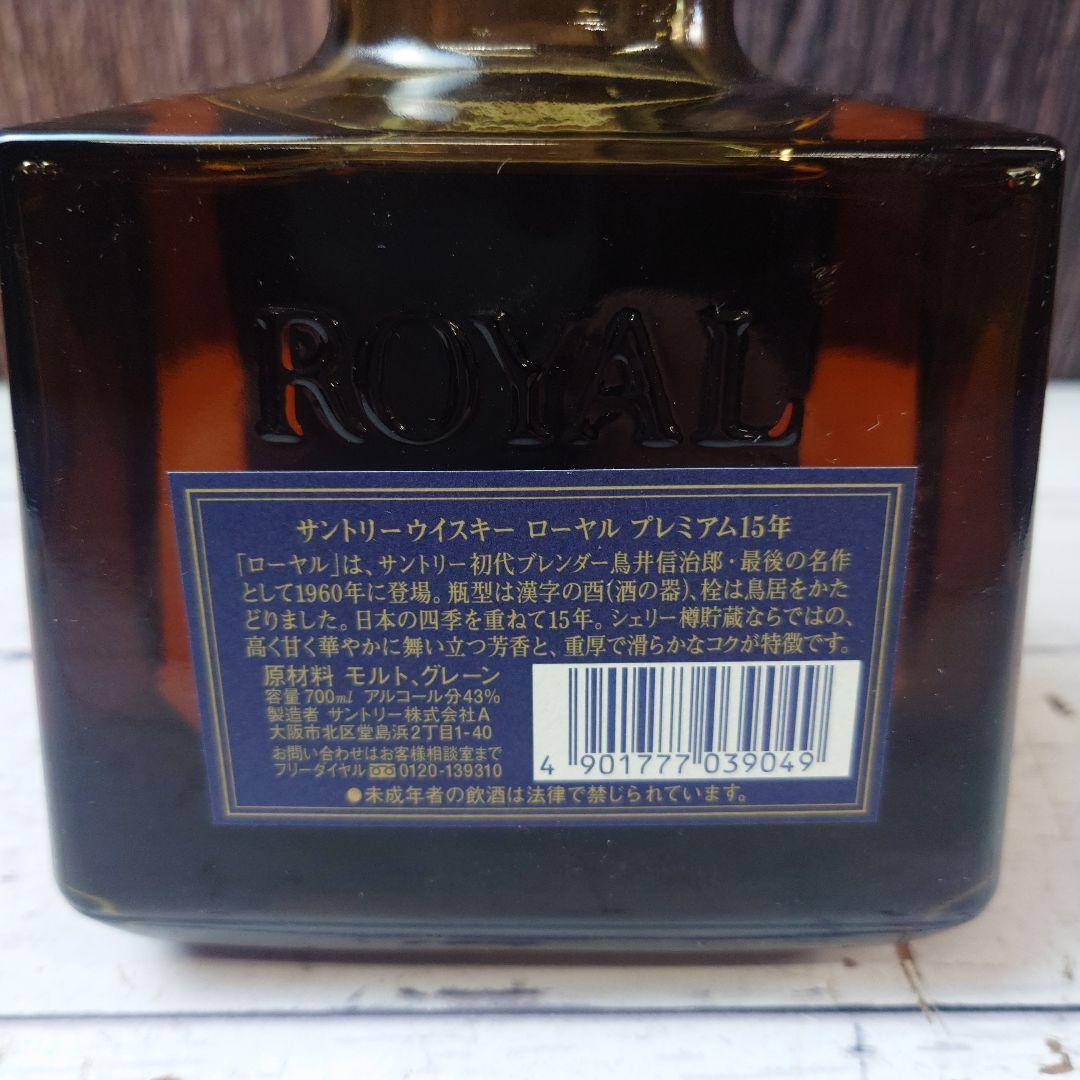 ROYAL
サントリーウイスキー ローヤル プレミアム15年
「ローヤル」は、サントリー初代ブレンダー鳥井信治郎・最後の名作
として1960年に登場。瓶型は漢字の酉(酒の器)、栓は鳥居をかた
どりました。日本の四季を重ねて15年。シェリー樽貯蔵ならではの、
高く甘く華やかに舞い立つ芳香と、重厚で滑らかなコクが特徴です。
原材料 モルト、グレーン
容量700ml アルコール分43%
製造者 サントリー株式会社A
大阪市北区堂島浜2丁目1-40
お問い合わせはお客様相談室まで
フリーダイヤル 0120-139310
4 901777 039049
●未成年者の飲酒は法律で禁じられています。